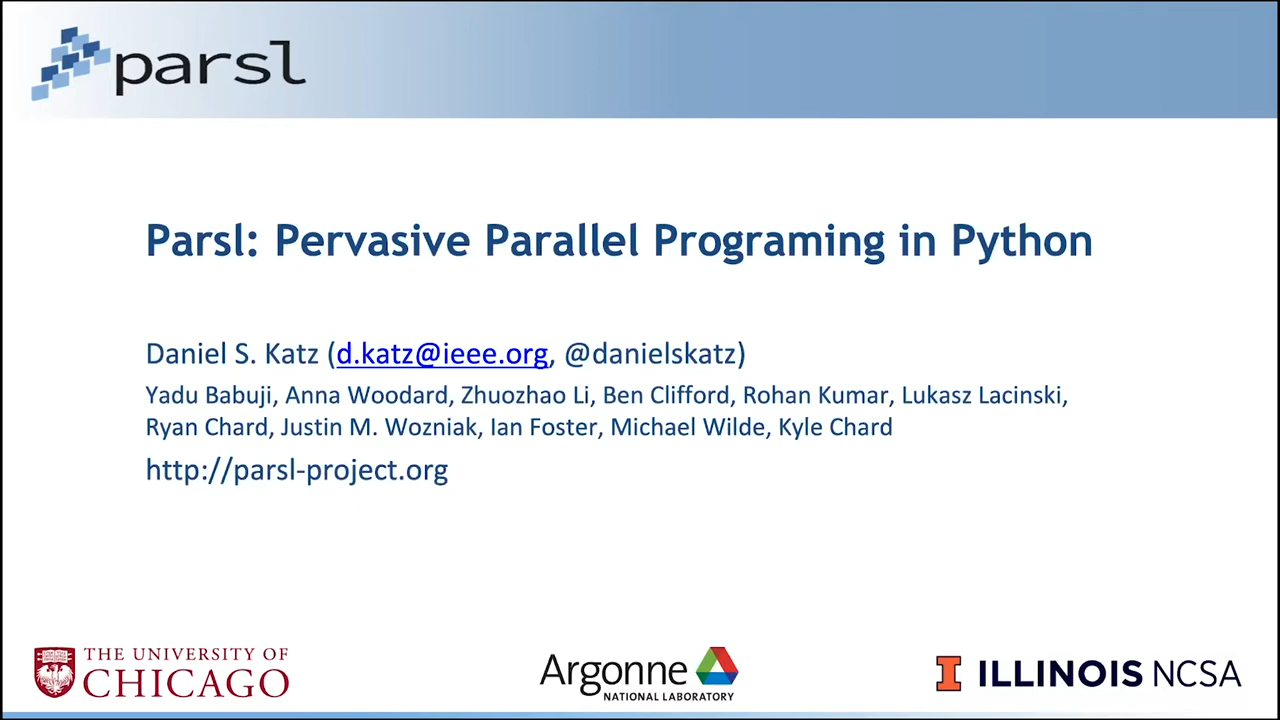 parsl
Parsl: Pervasive Parallel Programing in Python
Daniel S. Katz (d.katz@ieee.org, @danielskatz)
Yadu Babuji, Anna Woodard, Zhuozhao Li, Ben Clifford, Rohan Kumar, Lukasz Lacinski,
Ryan Chard, Justin M. Wozniak, Ian Foster, Michael Wilde, Kyle Chard
http://parsl-project.org
THE UNIVERSITY OF
CHICAGO
Argonne
NATIONAL LABORATORY
ILLINOIS NCSA